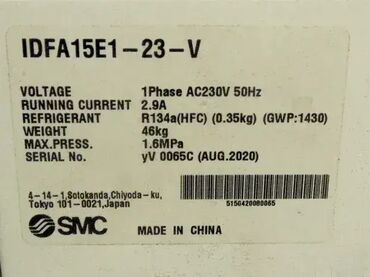 IDFA15E1-23-V
VOLTAGE 1Phase AC230V 50Hz
RUNNING CURRENT 2.9A
REFRIGERANT R134a(HFC) (0.35kg) (GWP:1430)
WEIGHT 46kg
MAX.PRESS. 1.6MPa
SERIAL No. yV 0065C (AUG.2020)
4-14-1,Sotokanda,Chiyoda-ku,
Tokyo 101-0021,Japan
5150420080065
SMC MADE IN CHINA